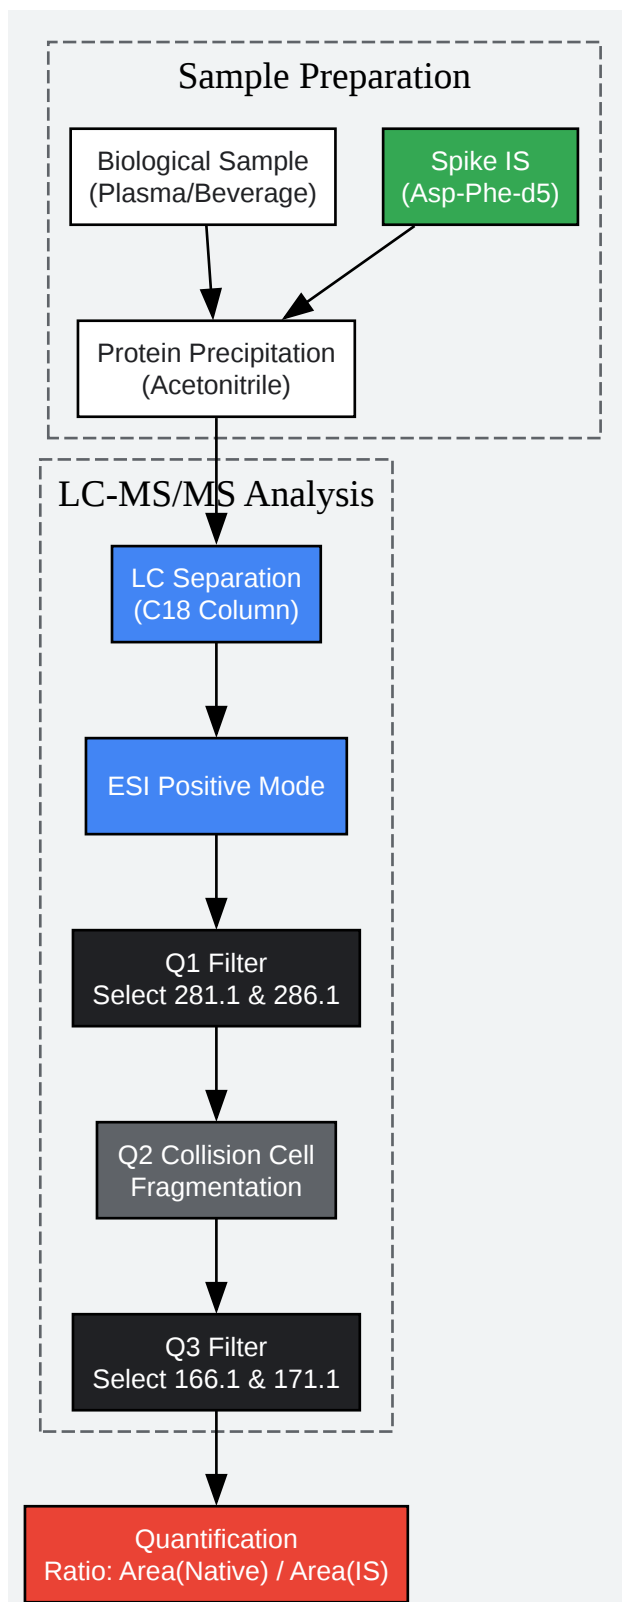 Sample Preparation
Biological Sample
(Plasma/Beverage)
Spike IS
(Asp-Phe-d5)
Protein Precipitation
(Acetonitrile)
LC-MS/MS Analysis
LC Separation
(C18 Column)
ESI Positive Mode
Q1 Filter
Select 281.1 & 286.1
Q2 Collision Cell
Fragmentation
Q3 Filter
Select 166.1 & 171.1
Quantification
Ratio: Area(Native) / Area(IS)